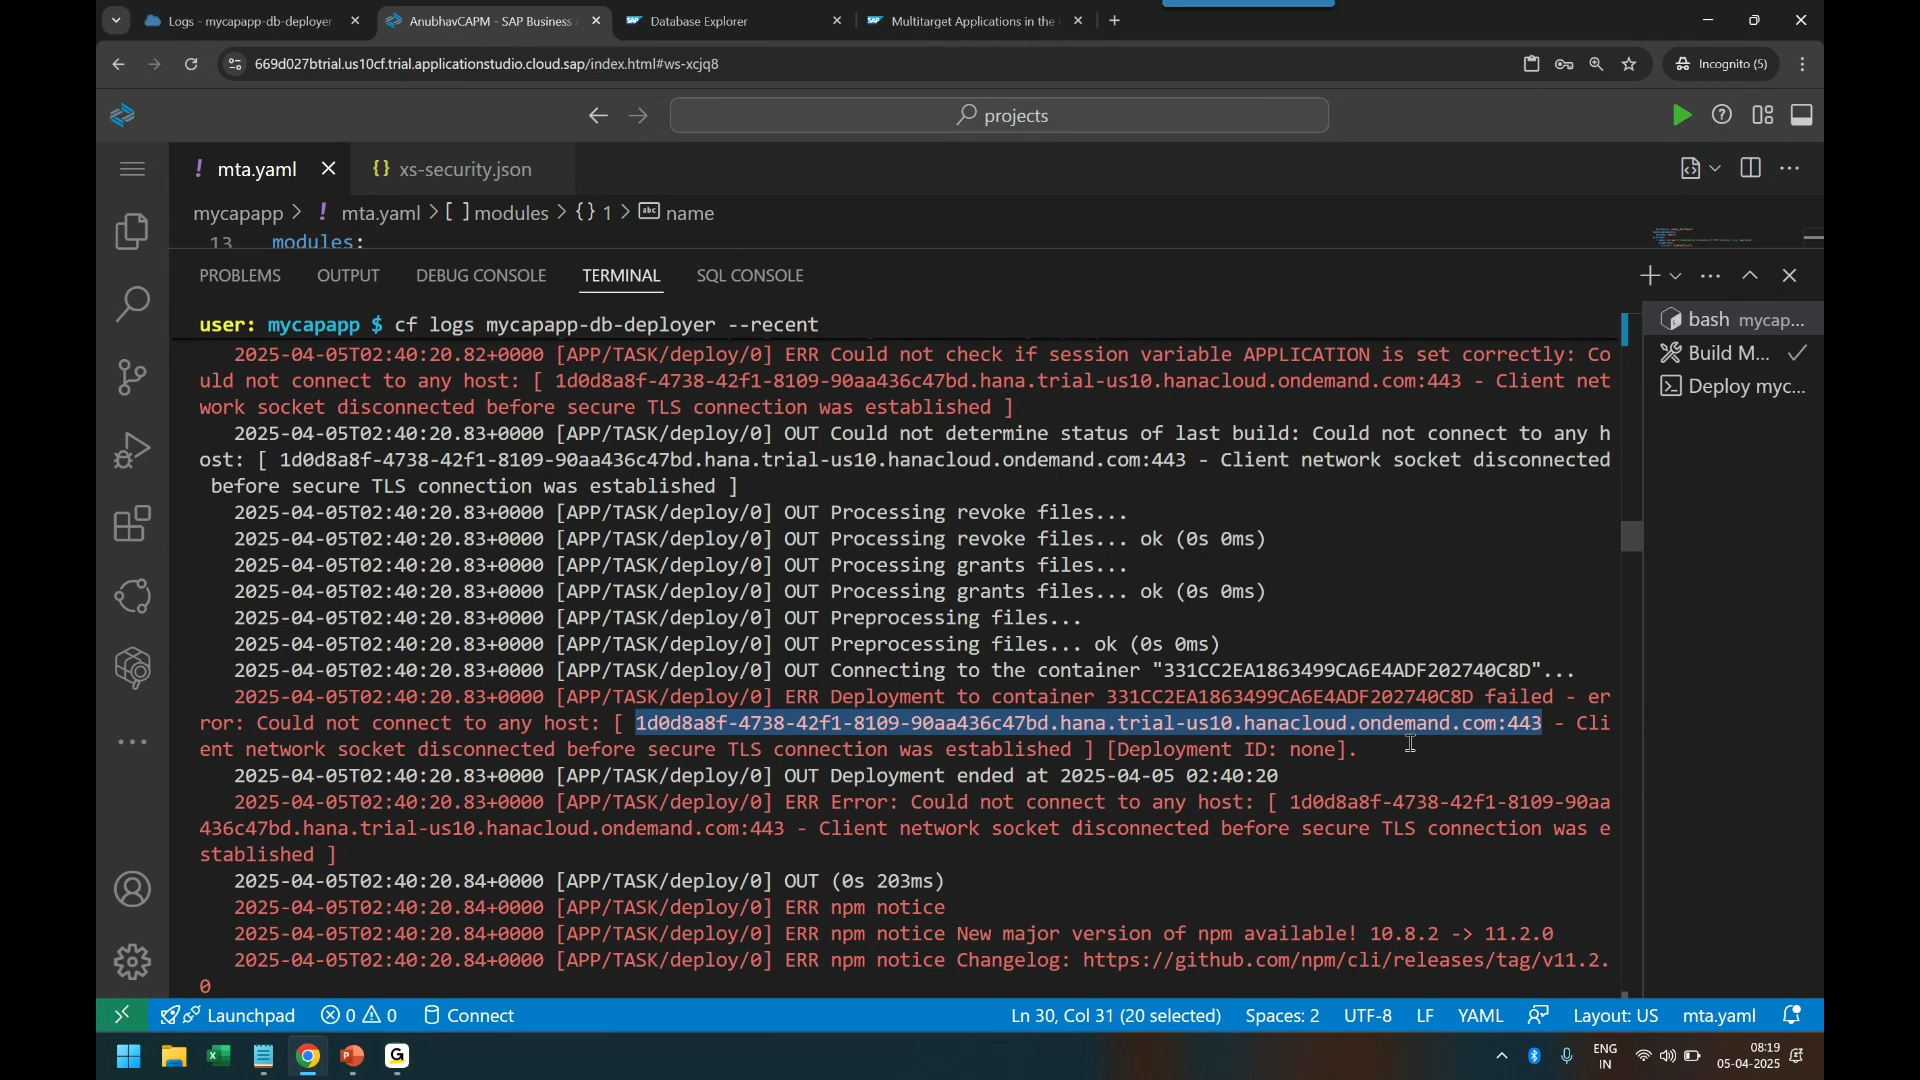 Logs - mycapapp-db-deployer
AnubhavCAPM - SAP Business A
Database Explorer
Multitarget Applications in the
669d027btrial.us10cf.trial.applicationstudio.cloud.sap/index.html#ws-xcjq8
Incognito (5)
projects
! mta.yaml
{} xs-security.json
mycapapp > ! mta.yaml > [ ] modules > {} 1 > abc name
13 modules:
PROBLEMS OUTPUT DEBUG CONSOLE TERMINAL SQL CONSOLE
user: mycapapp $ cf logs mycapapp-db-deployer --recent
2025-04-05T02:40:20.82+0000 [APP/TASK/deploy/0] ERR Could not check if session variable APPLICATION is set correctly: Co
uld not connect to any host: [ 1d0d8a8f-4738-42f1-8109-90aa436c47bd.hana.trial-us10.hanacloud.ondemand.com:443 - Client net
work socket disconnected before secure TLS connection was established ]
2025-04-05T02:40:20.83+0000 [APP/TASK/deploy/0] OUT Could not determine status of last build: Could not connect to any h
ost: [ 1d0d8a8f-4738-42f1-8109-90aa436c47bd.hana.trial-us10.hanacloud.ondemand.com:443 - Client network socket disconnected
before secure TLS connection was established ]
2025-04-05T02:40:20.83+0000 [APP/TASK/deploy/0] OUT Processing revoke files...
2025-04-05T02:40:20.83+0000 [APP/TASK/deploy/0] OUT Processing revoke files... ok (0s 0ms)
2025-04-05T02:40:20.83+0000 [APP/TASK/deploy/0] OUT Processing grants files...
2025-04-05T02:40:20.83+0000 [APP/TASK/deploy/0] OUT Processing grants files... ok (0s 0ms)
2025-04-05T02:40:20.83+0000 [APP/TASK/deploy/0] OUT Preprocessing files...
2025-04-05T02:40:20.83+0000 [APP/TASK/deploy/0] OUT Preprocessing files... ok (0s 0ms)
2025-04-05T02:40:20.83+0000 [APP/TASK/deploy/0] OUT Connecting to the container "331CC2EA1863499CA6E4ADF202740C8D"...
2025-04-05T02:40:20.83+0000 [APP/TASK/deploy/0] ERR Deployment to container 331CC2EA1863499CA6E4ADF202740C8D failed - er
ror: Could not connect to any host: [ 1d0d8a8f-4738-42f1-8109-90aa436c47bd.hana.trial-us10.hanacloud.ondemand.com:443 - Cli
ent network socket disconnected before secure TLS connection was established ] [Deployment ID: none].
2025-04-05T02:40:20.83+0000 [APP/TASK/deploy/0] OUT Deployment ended at 2025-04-05 02:40:20
2025-04-05T02:40:20.83+0000 [APP/TASK/deploy/0] ERR Error: Could not connect to any host: [ 1d0d8a8f-4738-42f1-8109-90aa
436c47bd.hana.trial-us10.hanacloud.ondemand.com:443 - Client network socket disconnected before secure TLS connection was e
stablished ]
2025-04-05T02:40:20.84+0000 [APP/TASK/deploy/0] OUT (0s 203ms)
2025-04-05T02:40:20.84+0000 [APP/TASK/deploy/0] ERR npm notice
2025-04-05T02:40:20.84+0000 [APP/TASK/deploy/0] ERR npm notice New major version of npm available! 10.8.2 -> 11.2.0
2025-04-05T02:40:20.84+0000 [APP/TASK/deploy/0] ERR npm notice Changelog: https://github.com/npm/cli/releases/tag/v11.2.
0
bash mycap...
Build M...
Deploy myc...
Launchpad 0 0 Connect
Ln 30, Col 31 (20 selected) Spaces: 2 UTF-8 LF YAML Layout: US mta.yaml
ENG
IN
08:19
05-04-2025